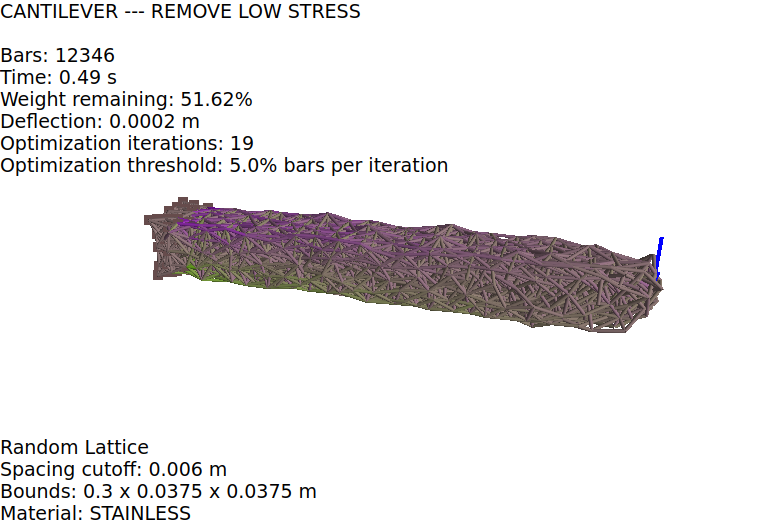 CANTILEVER --- REMOVE LOW STRESS
Bars: 12346
Time: 0.49 s
Weight remaining: 51.62%
Deflection: 0.0002 m
Optimization iterations: 19
Optimization threshold: 5.0% bars per iteration
Random Lattice
Spacing cutoff: 0.006 m
Bounds: 0.3 x 0.0375 x 0.0375 m
Material: STAINLESS